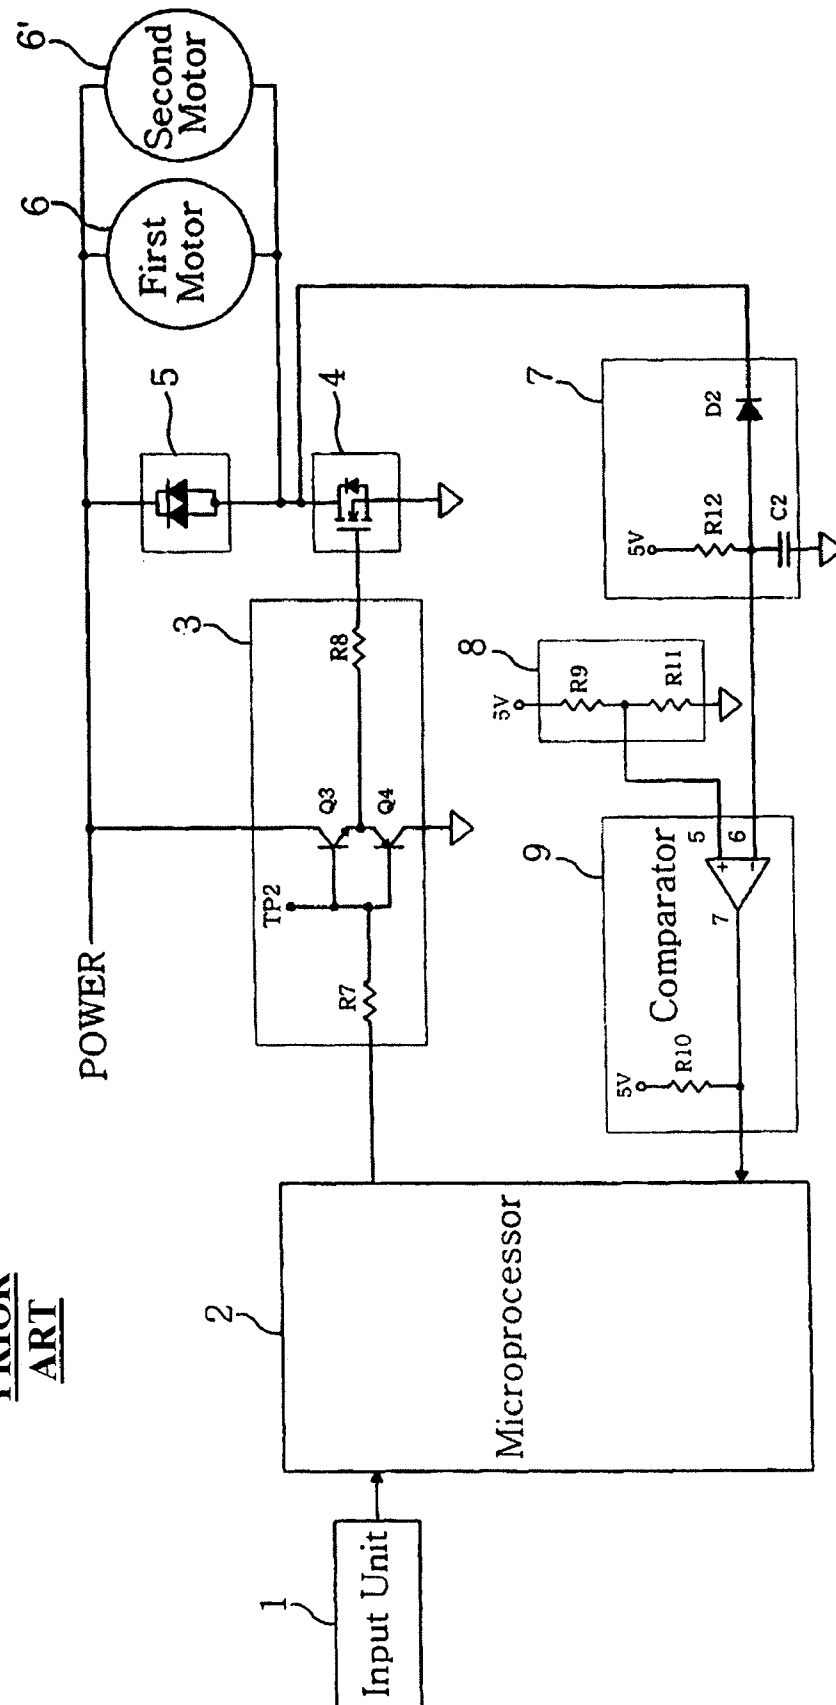 PRIOR
ART
POWER
1
Input Unit
2
Microprocessor
3
R7
TP2
Q3
Q4
R8
4
5
6
First
Motor
6'
Second
Motor
7
5V
R12
D2
C2
8
5V
R9
R11
9
Comparator
5V
R10
5
6
7
+
-